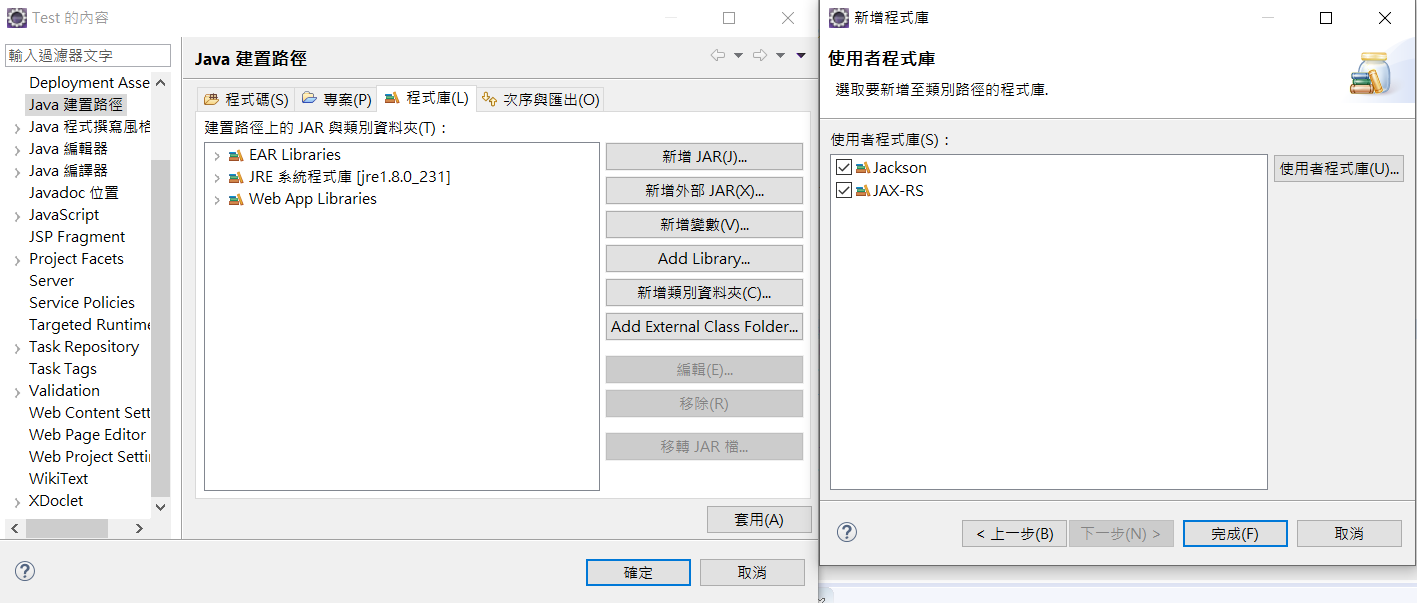 Test 的內容
輸入過濾器文字
Deployment Asse
Java 建置路徑
Java 程式撰寫風格
Java 編輯器
Java 編譯器
Javadoc 位置
JavaScript
JSP Fragment
Project Facets
Server
Service Policies
Targeted Runtime
Task Repository
Task Tags
Validation
Web Content Sett
Web Page Editor
Web Project Settin
WikiText
XDoclet
Java 建置路徑
程式碼(S)
專案(P)
程式庫(L)
次序與匯出(O)
建置路徑上的 JAR 與類別資料夾(T)：
EAR Libraries
JRE 系統程式庫 [jre1.8.0_231]
Web App Libraries
新增 JAR(J)...
新增外部 JAR(X)...
新增變數(V)...
Add Library...
新增類別資料夾(C)...
Add External Class Folder...
編輯(E)...
移除(R)
移轉 JAR 檔...
套用(A)
確定
取消
新增程式庫
使用者程式庫
選取要新增至類別路徑的程式庫.
使用者程式庫(S)：
Jackson
JAX-RS
使用者程式庫(U)...
< 上一步(B)
下一步(N) >
完成(F)
取消